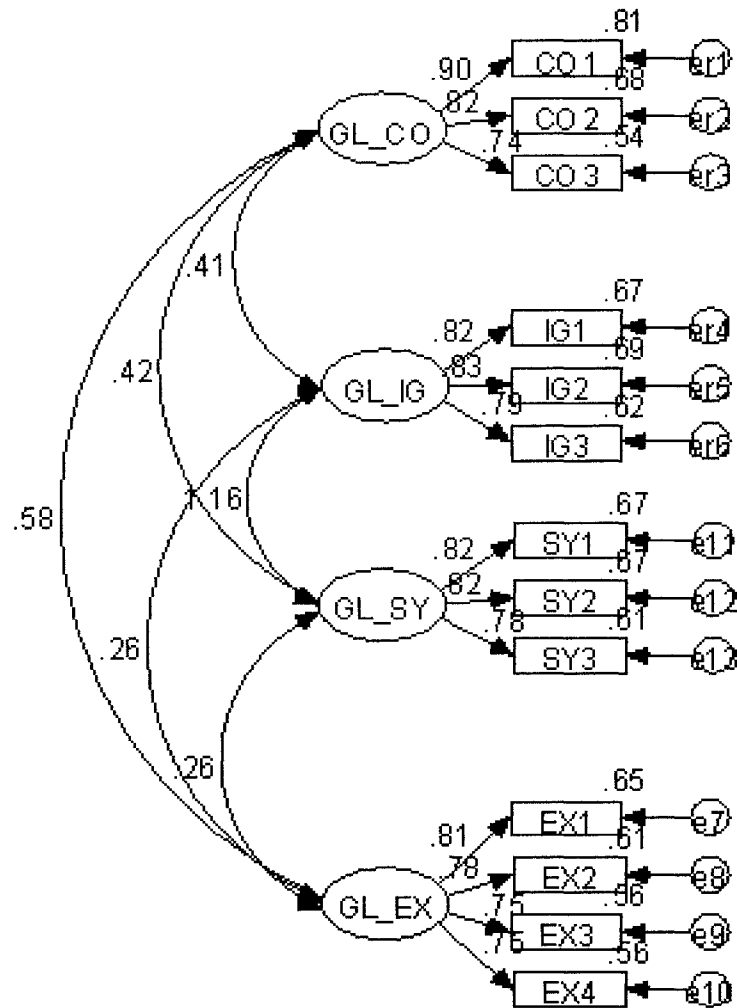 .81
.90 CO 1 er1
.68
.82 CO 2 er2
GL_CO
.54
.74 CO 3 er3
.41
.67
.82 IG1 er4
.69
.42 .83 IG2 er5
GL_IG
.62
.79 IG3 er6
.58 .16
.67
.82 SY1 e11
.67
.82 SY2 e12
GL_SY
.61
.78 SY3 e13
.26
.26
.65
.81 EX1 e7
.61
.78 EX2 e8
GL_EX
.56
.75 EX3 e9
.56
.75 EX4 e10